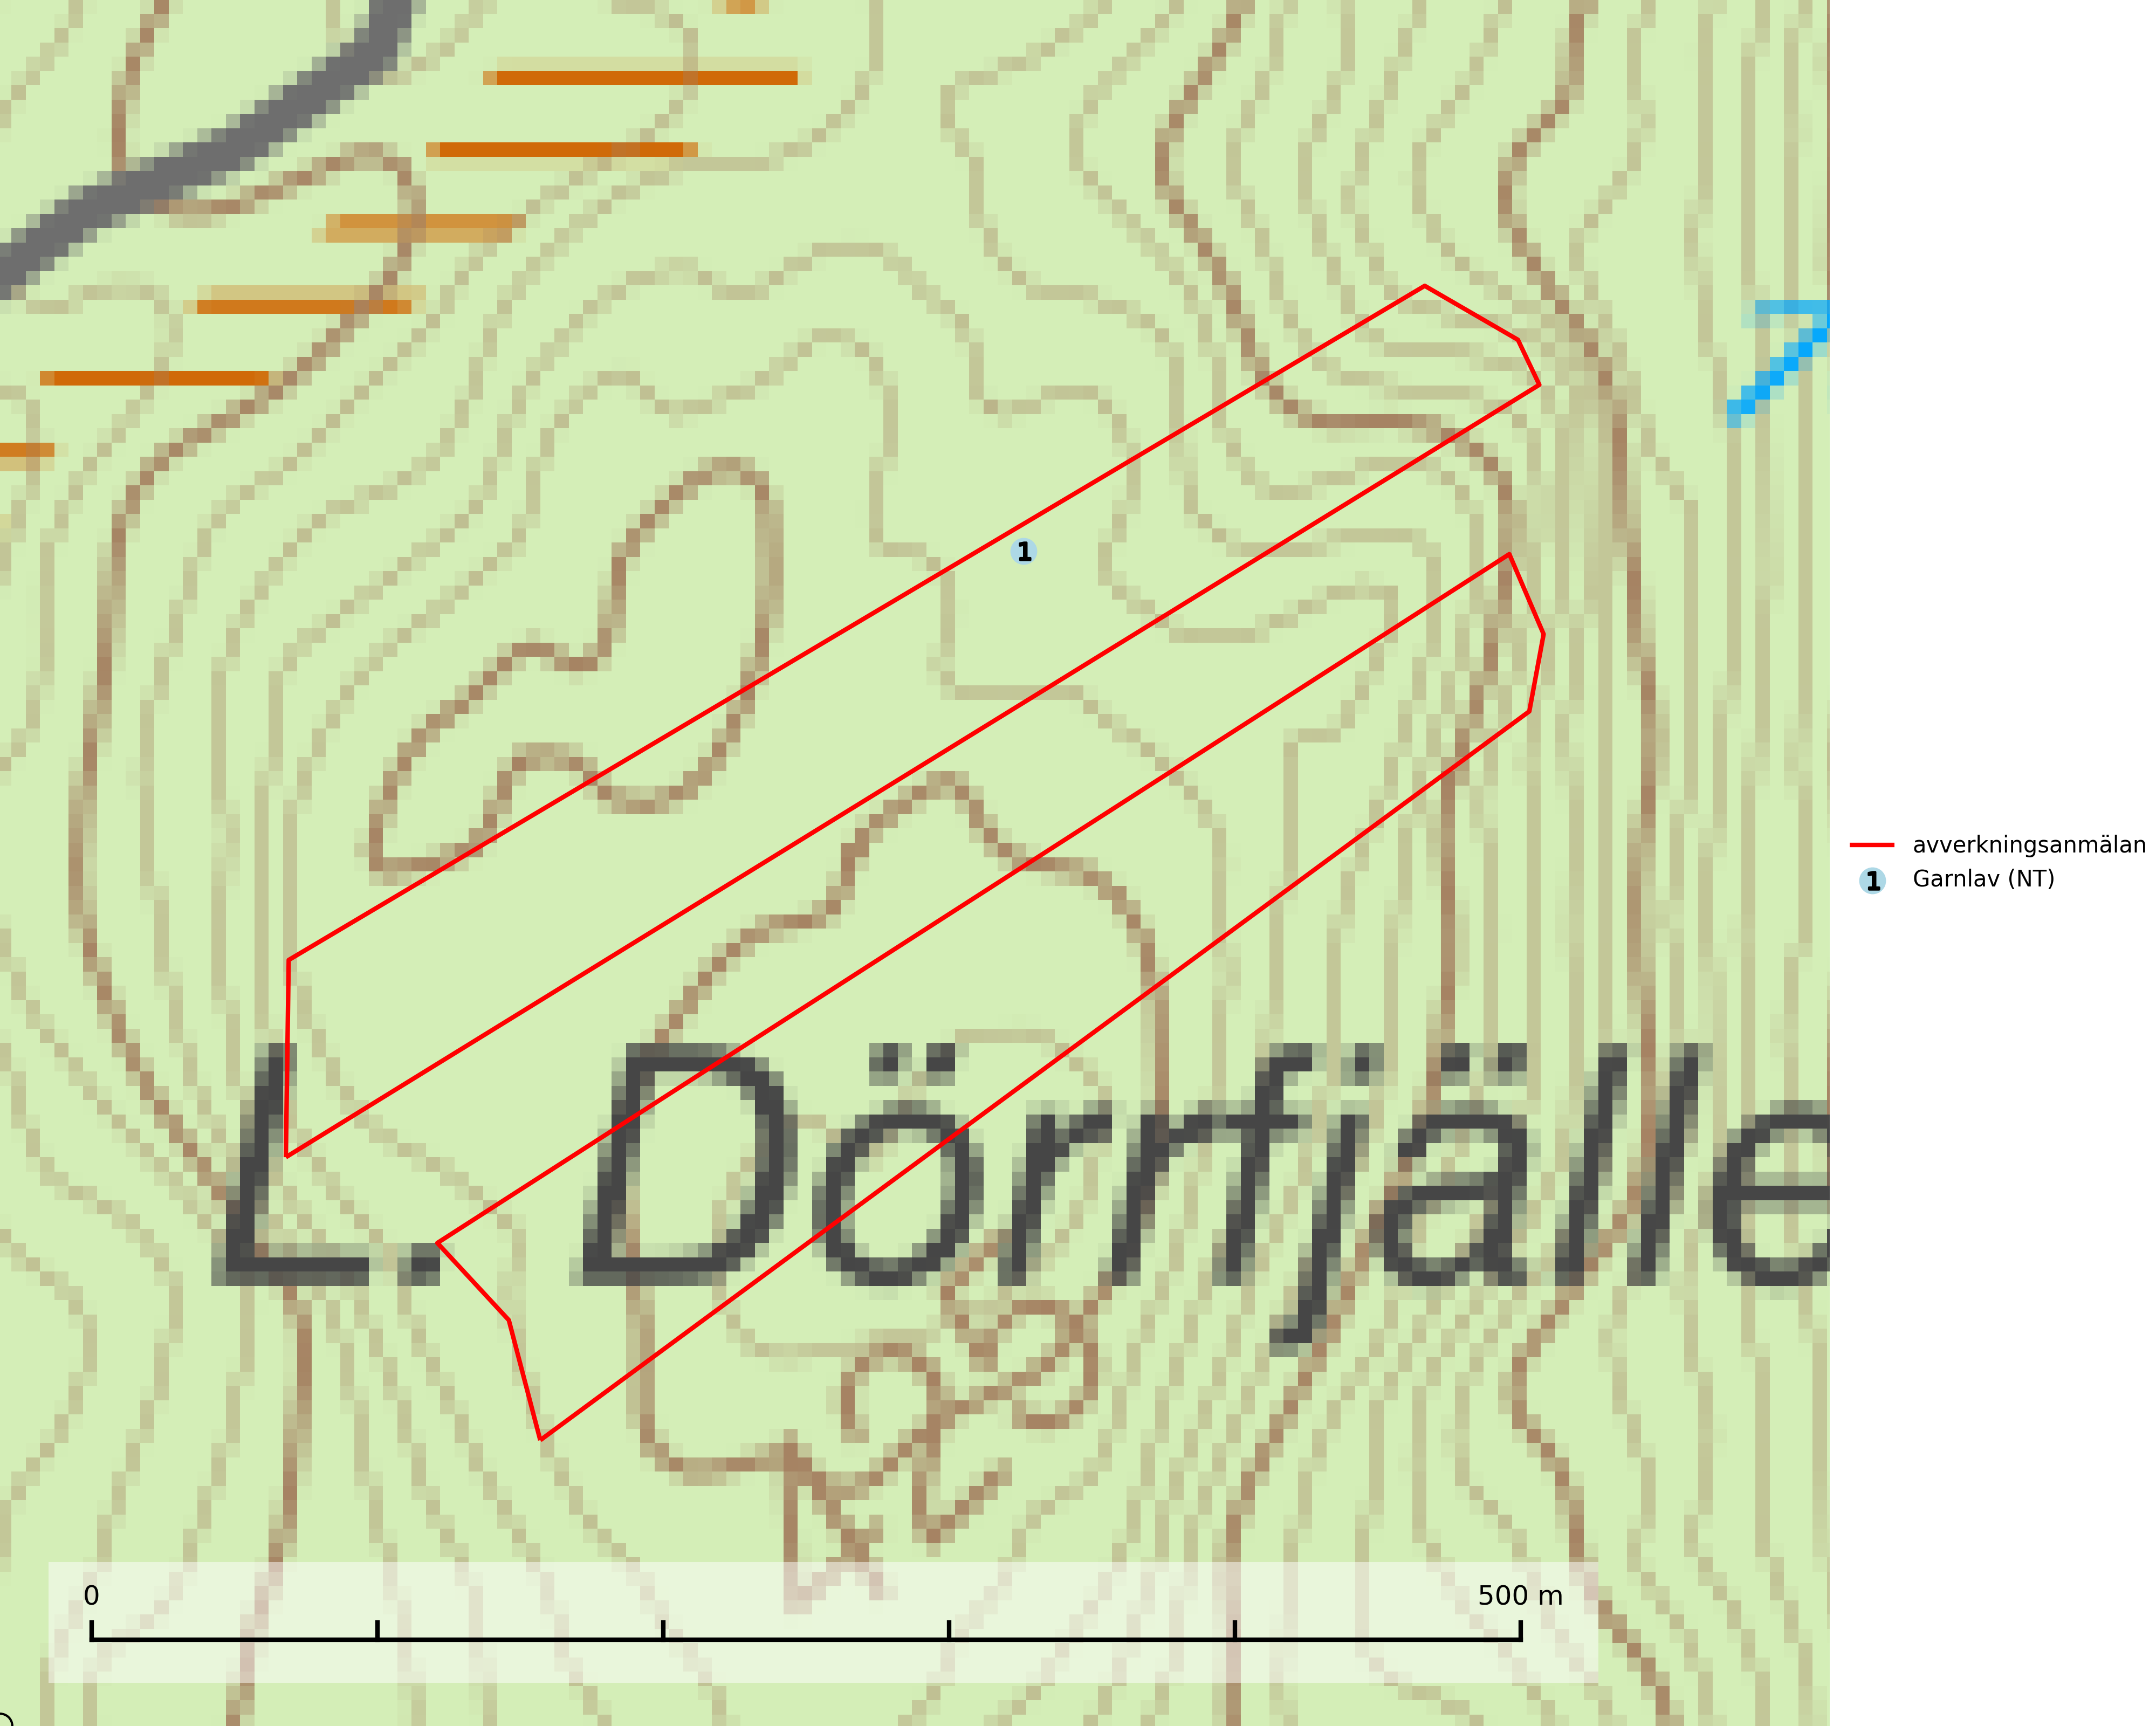 1
L Dörrfjälle
0
500 m
avverkningsanmälan
1 Garnlav (NT)